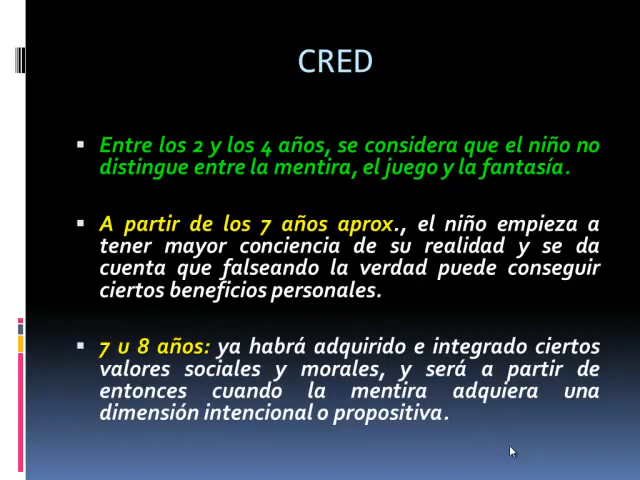 CRED
▪ Entre los 2 y los 4 años, se considera que el niño no
distingue entre la mentira, el juego y la fantasía.
▪ A partir de los 7 años aprox., el niño empieza a
tener mayor conciencia de su realidad y se da
cuenta que falseando la verdad puede conseguir
ciertos beneficios personales.
▪ 7 u 8 años: ya habrá adquirido e integrado ciertos
valores sociales y morales, y será a partir de
entonces cuando la mentira adquiera una
dimensión intencional o propositiva.